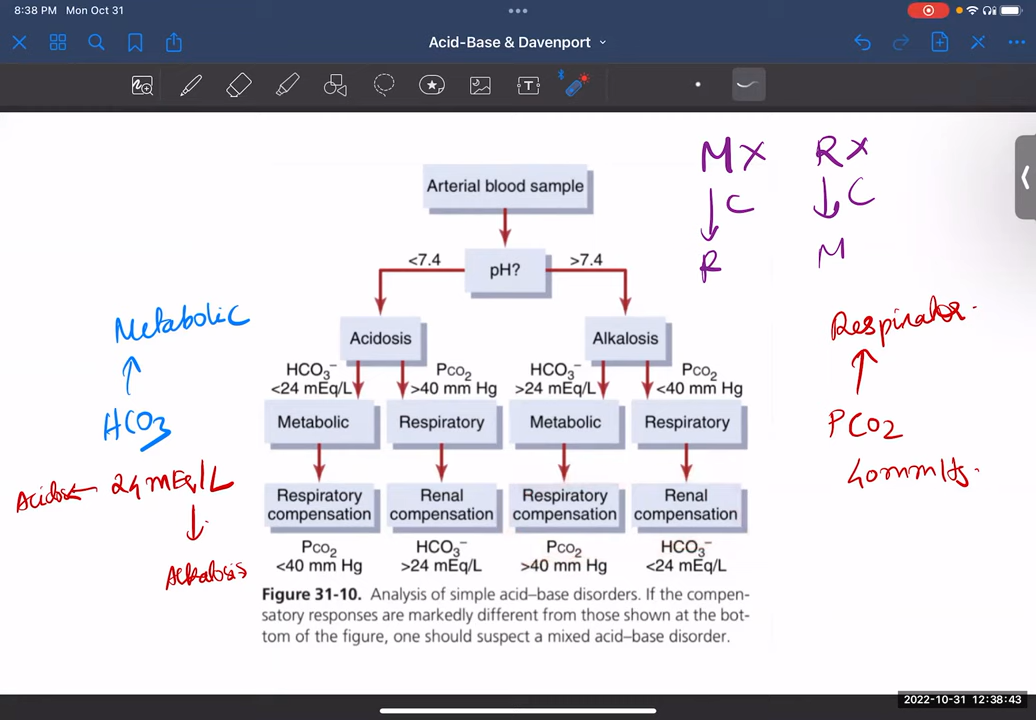 8:38 PM Mon Oct 31
Acid-Base & Davenport
M X R X
C C
R M
Arterial blood sample
<7.4 pH? >7.4
Acidosis Alkalosis
HCO3⁻ <24 mEq/L
PCO2 >40 mm Hg
HCO3⁻ >24 mEq/L
PCO2 <40 mm Hg
Metabolic Respiratory Metabolic Respiratory
Respiratory compensation
Renal compensation
Respiratory compensation
Renal compensation
PCO2 <40 mm Hg
HCO3⁻ >24 mEq/L
PCO2 >40 mm Hg
HCO3⁻ <24 mEq/L
Figure 31-10. Analysis of simple acid–base disorders. If the compen-
satory responses are markedly different from those shown at the bot-
tom of the figure, one should suspect a mixed acid–base disorder.
Metabolic
HCO3
24 mEq/L
Alkalosis
PCO2
40mmHg
2022-10-31 12:38:43